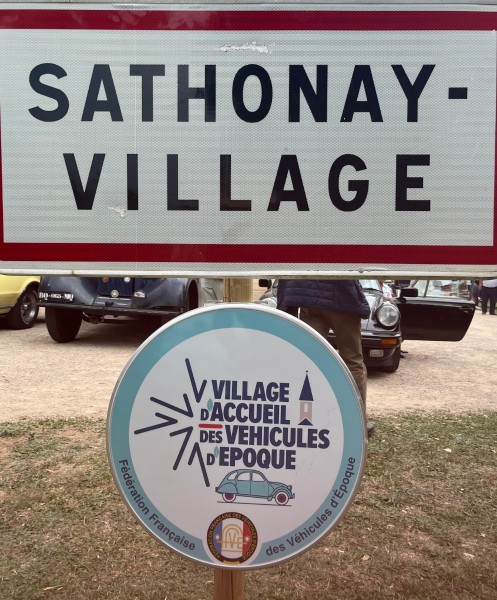 SATHONAY-
VILLAGE
VILLAGE
D'ACCUEIL
DES VEHICULES
D'EPOQUE
Fédération Française
des Véhicules d'Epoque